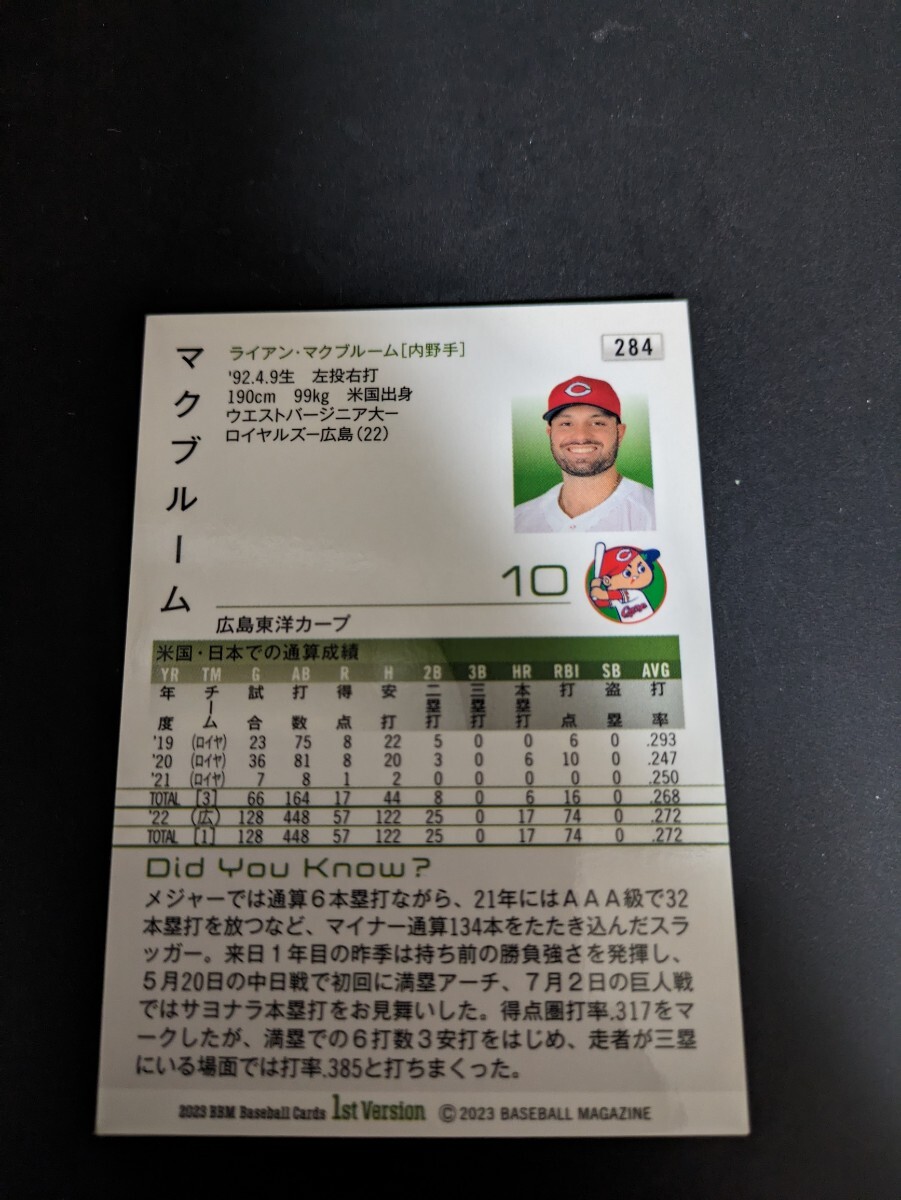 284
マクブルーム
ライアン・マクブルーム[内野手]
'92.4.9生 左投右打
190cm 99kg 米国出身
ウエストバージニア大ー
ロイヤルズー広島(22)
C
10
C
Carp
広島東洋カープ
米国・日本での通算成績
YR TM G AB R H 2B 3B HR RBI SB AVG
年度 チーム 試合 打数 得点 安打 二塁打 三塁打 本塁打 打点 盗塁 打率
'19 (ロイヤ) 23 75 8 22 5 0 0 6 0 .293
'20 (ロイヤ) 36 81 8 20 3 0 6 10 0 .247
'21 (ロイヤ) 7 8 1 2 0 0 0 0 0 .250
TOTAL [3] 66 164 17 44 8 0 6 16 0 .268
'22 (広) 128 448 57 122 25 0 17 74 0 .272
TOTAL [1] 128 448 57 122 25 0 17 74 0 .272
Did You Know?
メジャーでは通算6本塁打ながら、21年にはAAA級で32
本塁打を放つなど、マイナー通算134本をたたき込んだスラ
ッガー。来日1年目の昨季は持ち前の勝負強さを発揮し、
5月20日の中日戦で初回に満塁アーチ、7月2日の巨人戦
ではサヨナラ本塁打をお見舞いした。得点圏打率.317をマ
ークしたが、満塁での6打数3安打をはじめ、走者が三塁
にいる場面では打率.385と打ちまくった。
2023 BBM Baseball Cards 1st Version © 2023 BASEBALL MAGAZINE